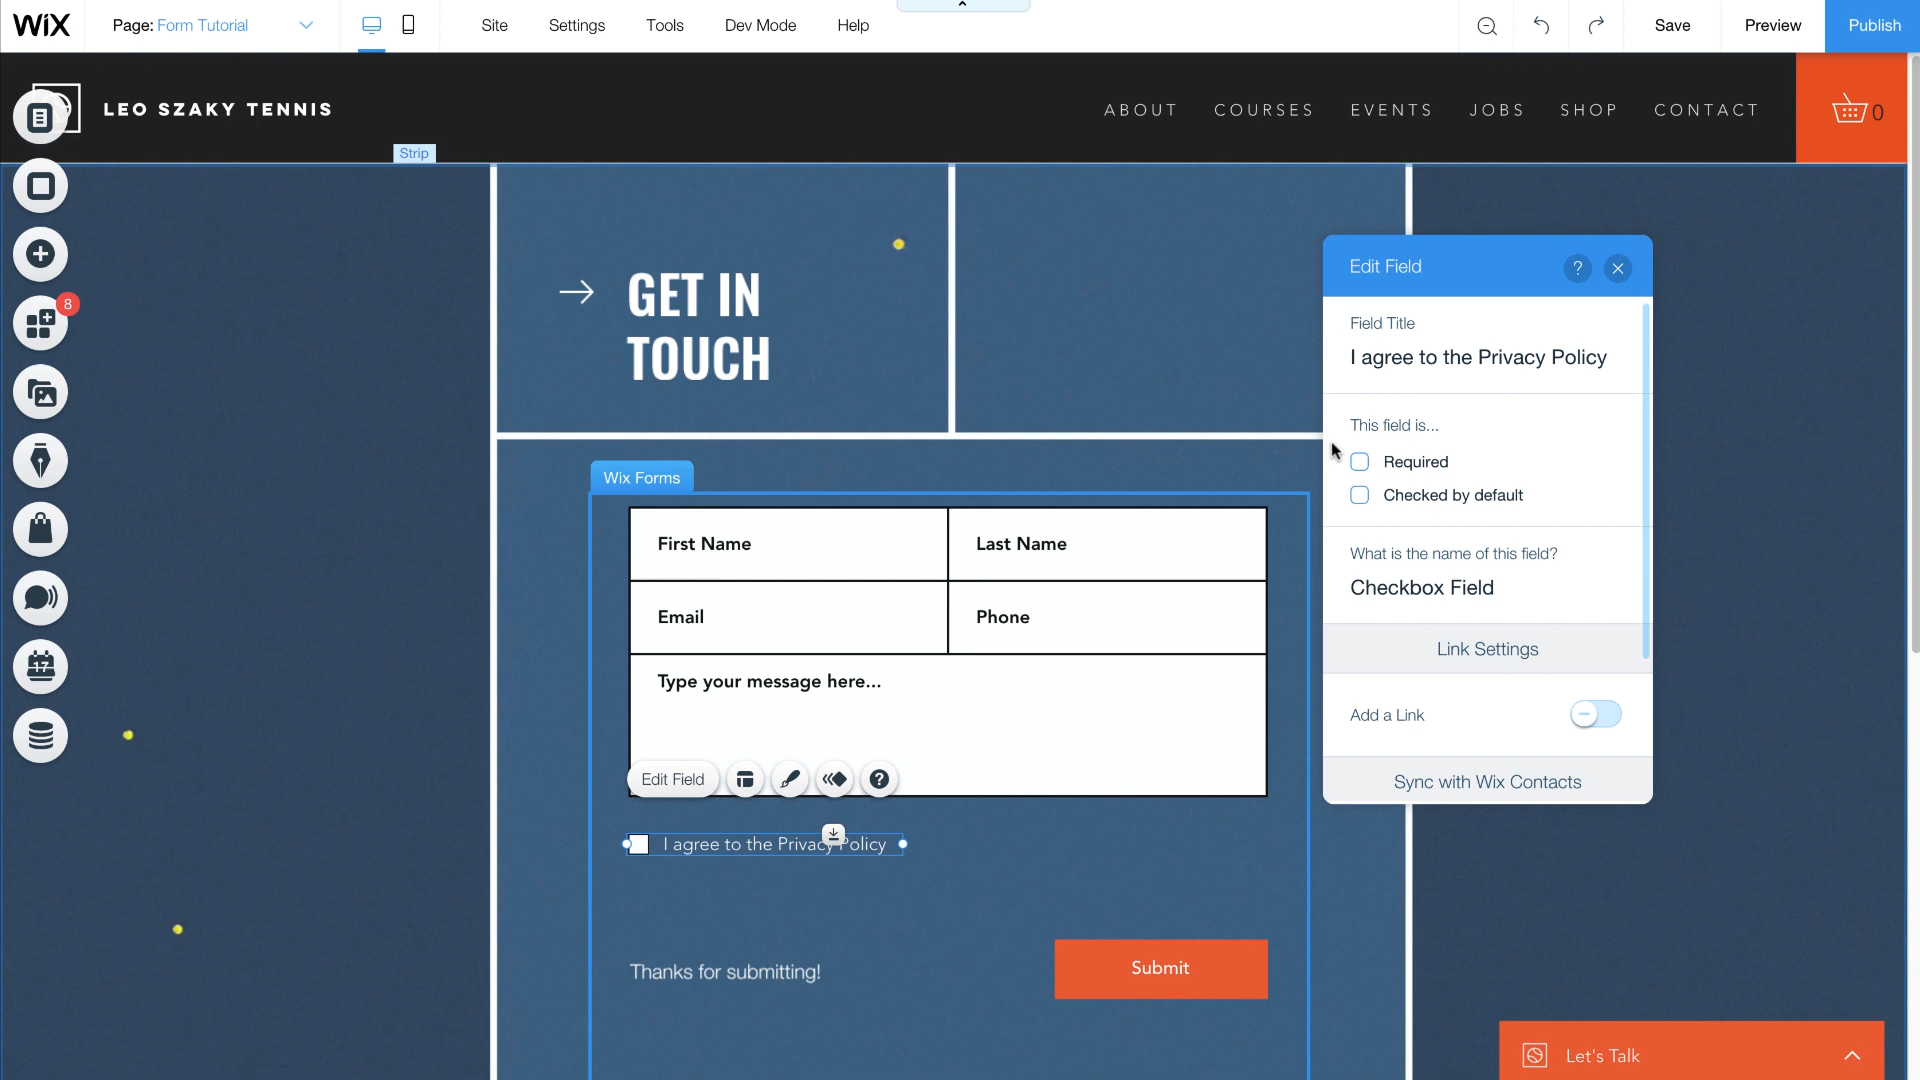 WiX
Page: Form Tutorial
Site
Settings
Tools
Dev Mode
Help
Save
Preview
Publish
LEO SZAKY TENNIS
ABOUT
COURSES
EVENTS
JOBS
SHOP
CONTACT
0
Strip
8
17
GET IN
TOUCH
Wix Forms
First Name
Last Name
Email
Phone
Type your message here...
Edit Field
?
I agree to the Privacy Policy
Thanks for submitting!
Submit
Edit Field
?
Field Title
I agree to the Privacy Policy
This field is...
Required
Checked by default
What is the name of this field?
Checkbox Field
Link Settings
Add a Link
Sync with Wix Contacts
Let's Talk